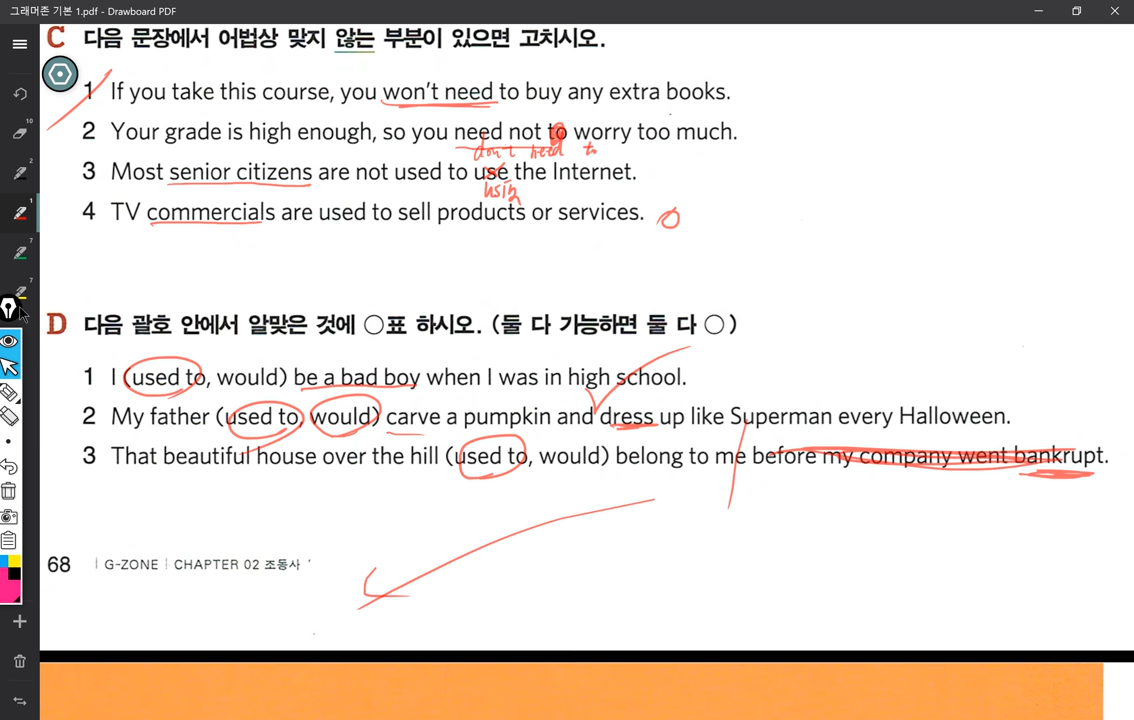 그래머존 기본 1.pdf - Drawboard PDF
C 다음 문장에서 어법상 맞지 않는 부분이 있으면 고치시오.
1 If you take this course, you won't need to buy any extra books.
2 Your grade is high enough, so you need not to worry too much.
don't need to
3 Most senior citizens are not used to use the Internet.
using
4 TV commercials are used to sell products or services.
D 다음 괄호 안에서 알맞은 것에 ○표 하시오. (둘 다 가능하면 둘 다 ○)
1 I (used to, would) be a bad boy when I was in high school.
2 My father (used to, would) carve a pumpkin and dress up like Superman every Halloween.
3 That beautiful house over the hill (used to, would) belong to me before my company went bankrupt.
68 | G-ZONE | CHAPTER 02 조동사
10
2
1
7
7